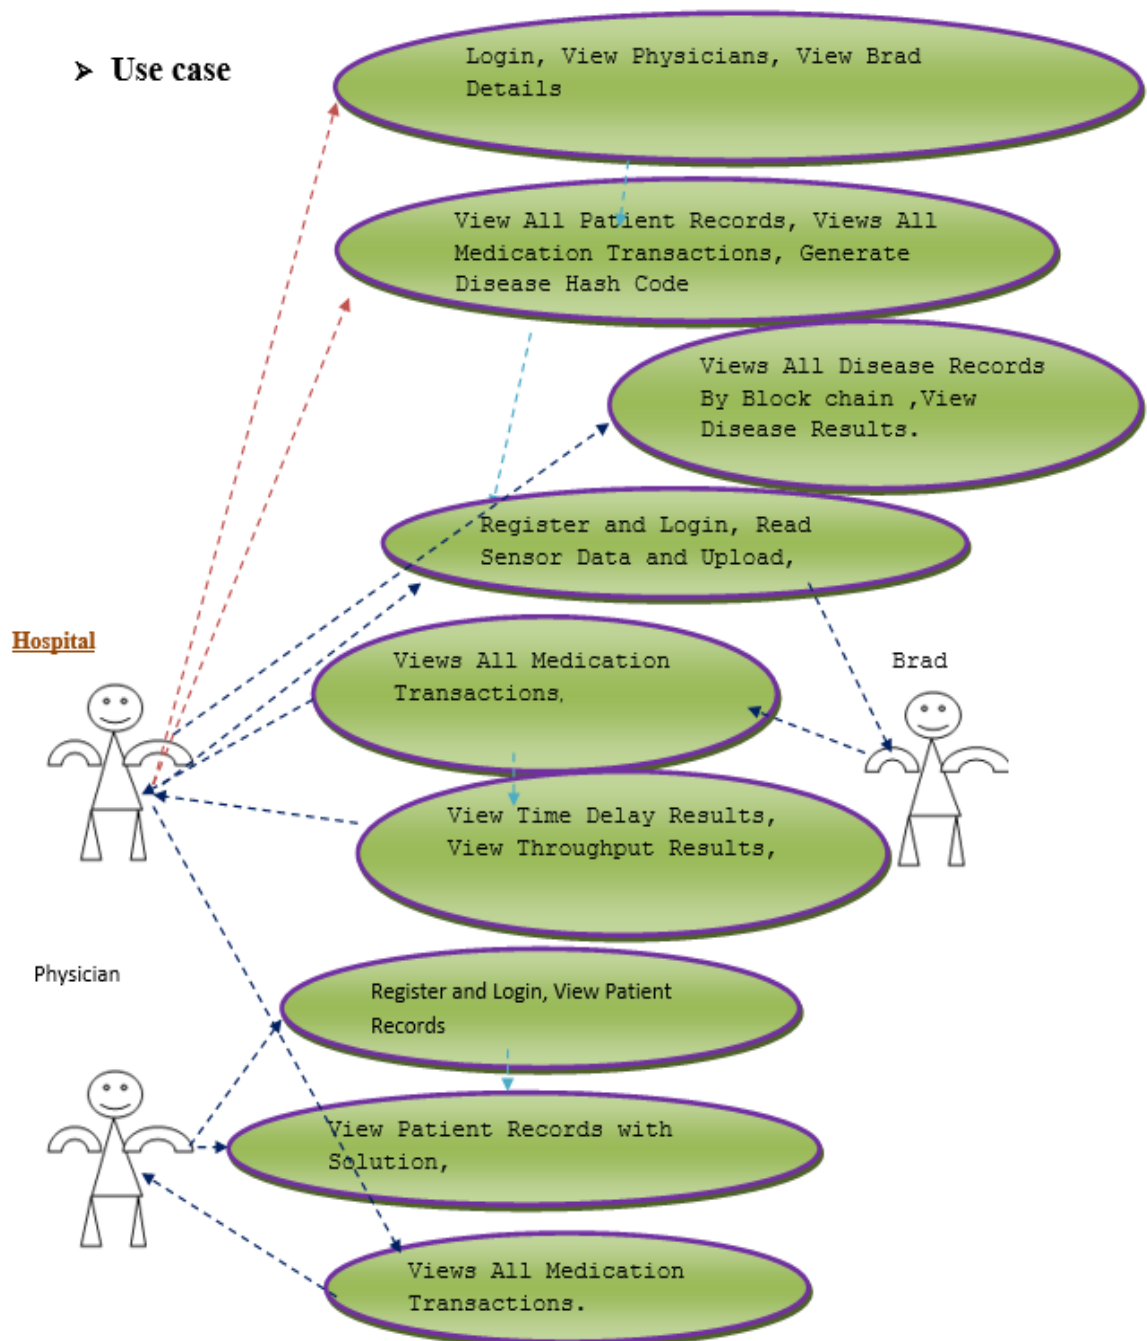 ➢ Use case
Login, View Physicians, View Brad
Details
View All Patient Records, Views All
Medication Transactions, Generate
Disease Hash Code
Views All Disease Records
By Block chain ,View
Disease Results.
Register and Login, Read
Sensor Data and Upload,
Hospital
Views All Medication
Transactions,
Brad
View Time Delay Results,
View Throughput Results,
Physician
Register and Login, View Patient
Records
View Patient Records with
Solution,
Views All Medication
Transactions.